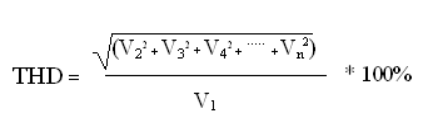 THD = √(V₂² + V₃² + V₄² + ····· + Vₙ²) / V₁ * 100%